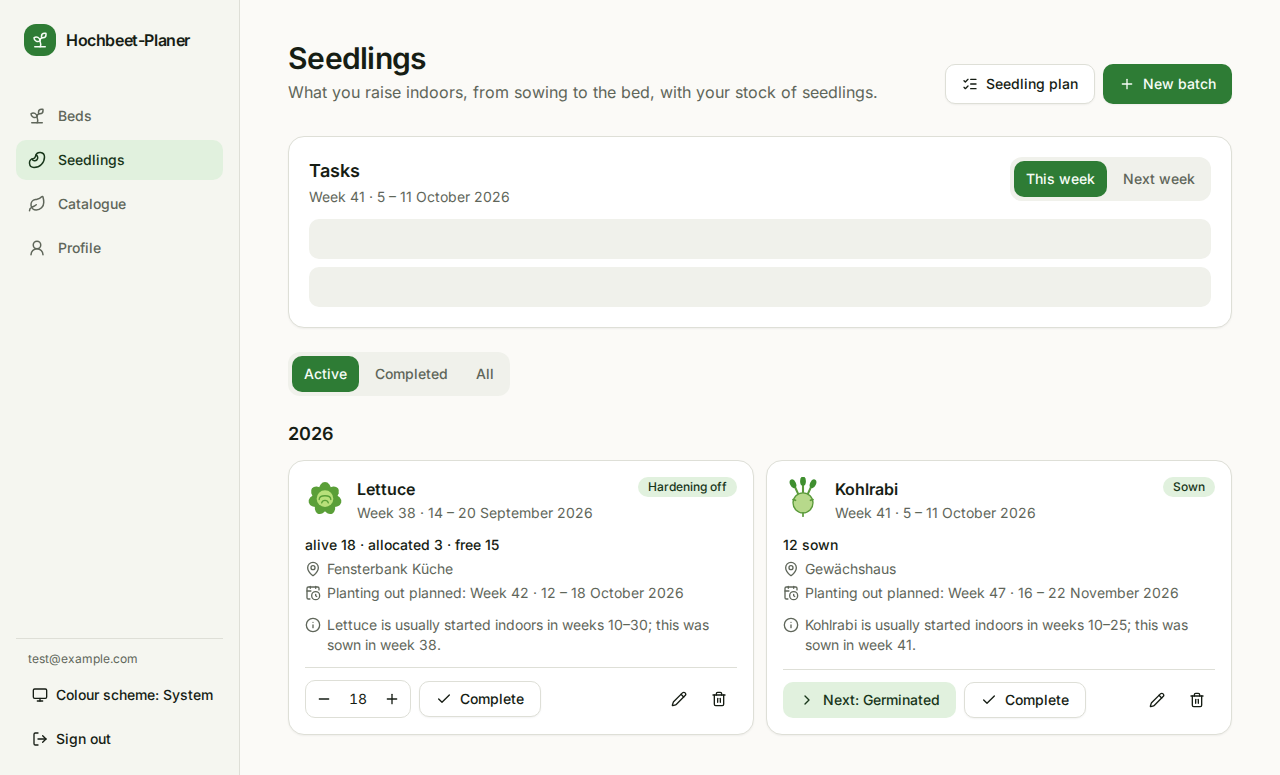 Hochbeet-Planer
Beds
Seedlings
Catalogue
Profile
test@example.com
Colour scheme: System
Sign out
Seedlings
What you raise indoors, from sowing to the bed, with your stock of seedlings.
Seedling plan
New batch
Tasks
Week 41 · 5 – 11 October 2026
This week
Next week
Active
Completed
All
2026
Lettuce
Hardening off
Week 38 · 14 – 20 September 2026
alive 18 · allocated 3 · free 15
Fensterbank Küche
Planting out planned: Week 42 · 12 – 18 October 2026
Lettuce is usually started indoors in weeks 10–30; this was
sown in week 38.
18
Complete
Kohlrabi
Sown
Week 41 · 5 – 11 October 2026
12 sown
Gewächshaus
Planting out planned: Week 47 · 16 – 22 November 2026
Kohlrabi is usually started indoors in weeks 10–25; this was
sown in week 41.
Next: Germinated
Complete